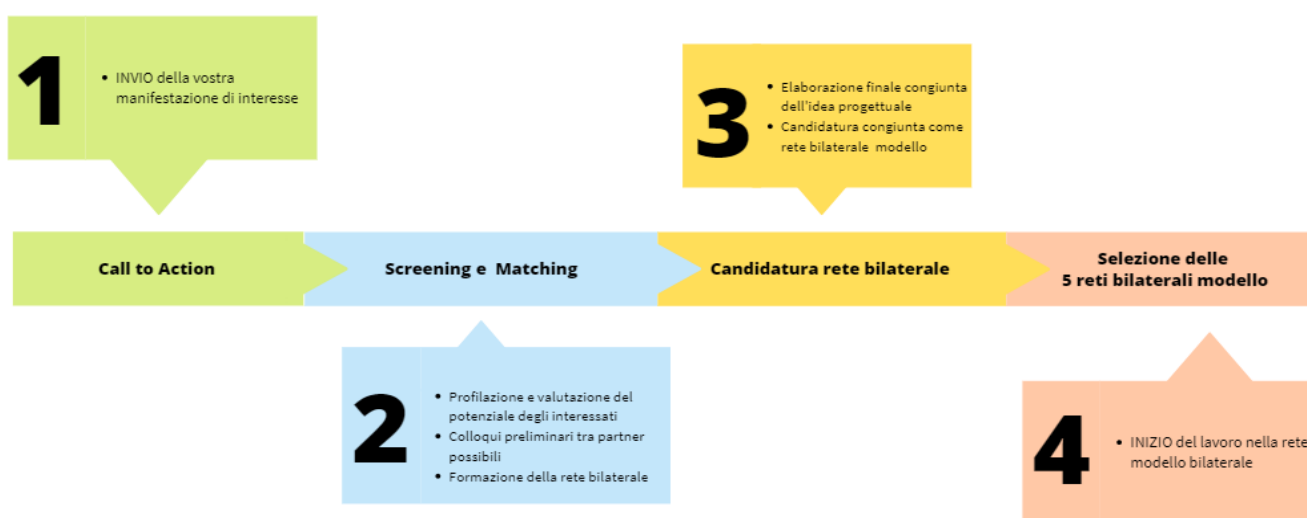 1
• INVIO della vostra
manifestazione di interesse
3
• Elaborazione finale congiunta
dell'idea progettuale
• Candidatura congiunta come
rete bilaterale modello
Call to Action
Screening e Matching
Candidatura rete bilaterale
Selezione delle
5 reti bilaterali modello
2
• Profilazione e valutazione del
potenziale degli interessati
• Colloqui preliminari tra partner
possibili
• Formazione della rete bilaterale
4
• INIZIO del lavoro nella rete
modello bilaterale